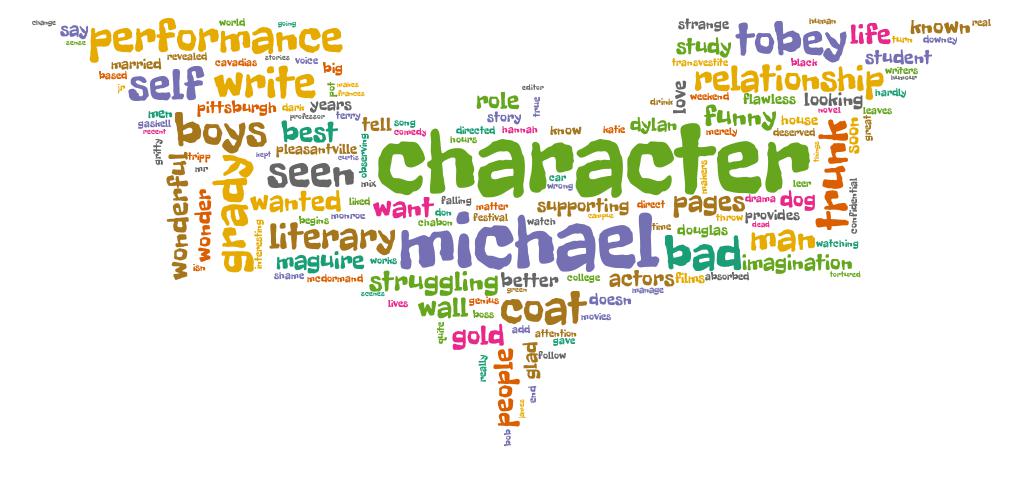 change
say
sense
performance
world
going
strange
tobey
human
life
known
real
turn
downey
study
student
transvestite
black
writers
humour
married
revealed
cavadias
stories
voice
big
based
jr
self
write
pot
makes
frances
love
relationship
hardly
weekend
flawless
looking
novel
leaves
drink
men
pittsburgh
dark
years
editor
role
true
story
gaskell
recent
boys
professor
terry
best
tell
song
comedy
directed
hannah
know
katie
dylan
funny
house
merely
deserved
soon
great
hours
gritty
tripp
mr
kept
pleasantville
curtis
observing
character
things
trunk
wonderful
wonder
isn
grady
interesting
seen
mix
car
wrong
makers
leer
confidential
wanted
liked
want
falling
don
matter
supporting
direct
pages
drama
dog
begins
monroe
chabon
festival
watch
campus
throw
provides
dead
literary
michael
time
douglas
man
watching
maguire
works
bad
imagination
tortured
shame
mcdormand
struggling
better
college
actors
films
absorbed
scenes
green
manage
lives
wall
genius
boss
coat
doesn
movies
quite
gold
add
attention
gave
really
people
glad
follow
end
james
bob